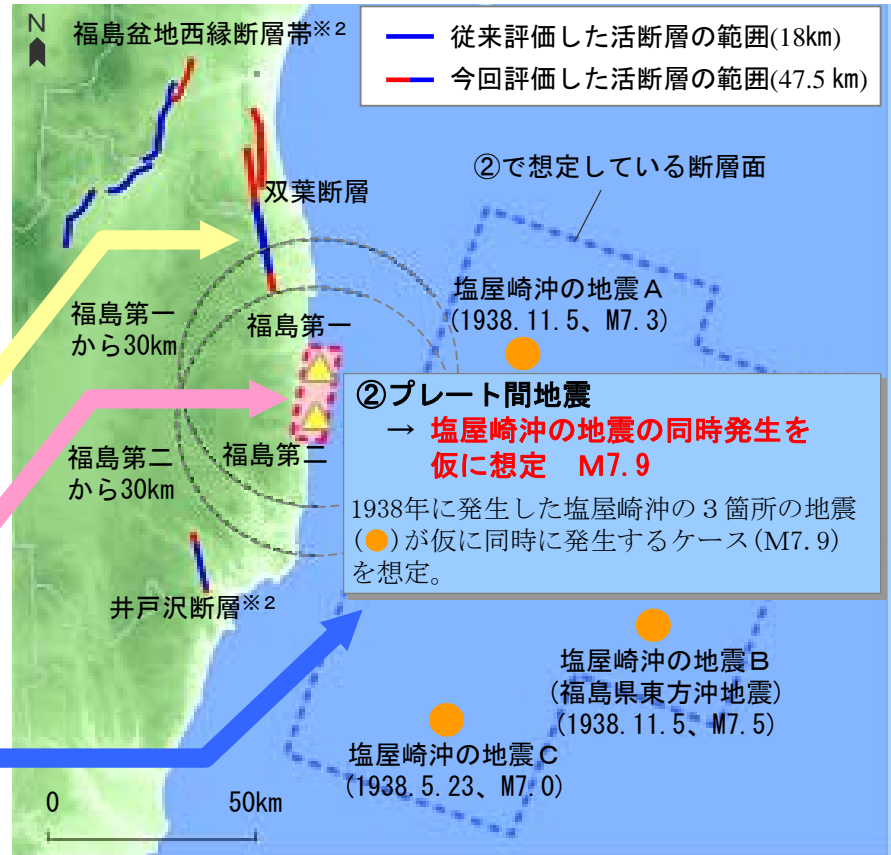 N
福島盆地西縁断層帯※2
従来評価した活断層の範囲(18km)
今回評価した活断層の範囲(47.5 km)
②で想定している断層面
双葉断層
塩屋崎沖の地震A
(1938.11.5、M7.3)
福島第一
から30km
福島第一
②プレート間地震
→ 塩屋崎沖の地震の同時発生を
仮に想定 M7.9
1938年に発生した塩屋崎沖の3箇所の地震
(●)が仮に同時に発生するケース(M7.9)
を想定。
福島第二
から30km
福島第二
井戸沢断層※2
塩屋崎沖の地震B
(福島県東方沖地震)
(1938.11.5、M7.5)
塩屋崎沖の地震C
(1938.5.23、M7.0)
0 50km